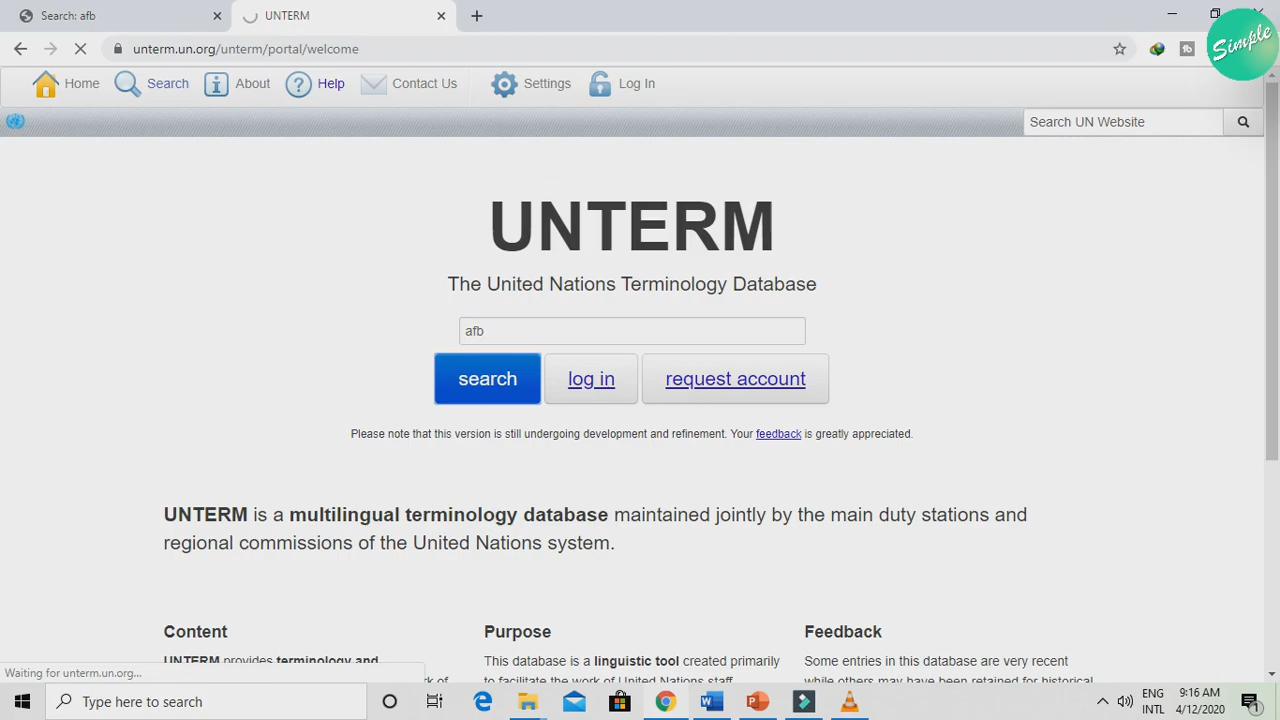 Search: afb
UNTERM
Simple
unterm.un.org/unterm/portal/welcome
Home Search About Help Contact Us Settings Log In
Search UN Website
UNTERM
The United Nations Terminology Database
afb
search log in request account
Please note that this version is still undergoing development and refinement. Your feedback is greatly appreciated.
UNTERM is a multilingual terminology database maintained jointly by the main duty stations and
regional commissions of the United Nations system.
Content Purpose Feedback
UNTERM provides terminology and
This database is a linguistic tool created primarily
to facilitate the work of United Nations staff
Some entries in this database are very recent
while others may have been retained for historical
Waiting for unterm.un.org...
Type here to search
ENG
INTL
9:16 AM
4/12/2020